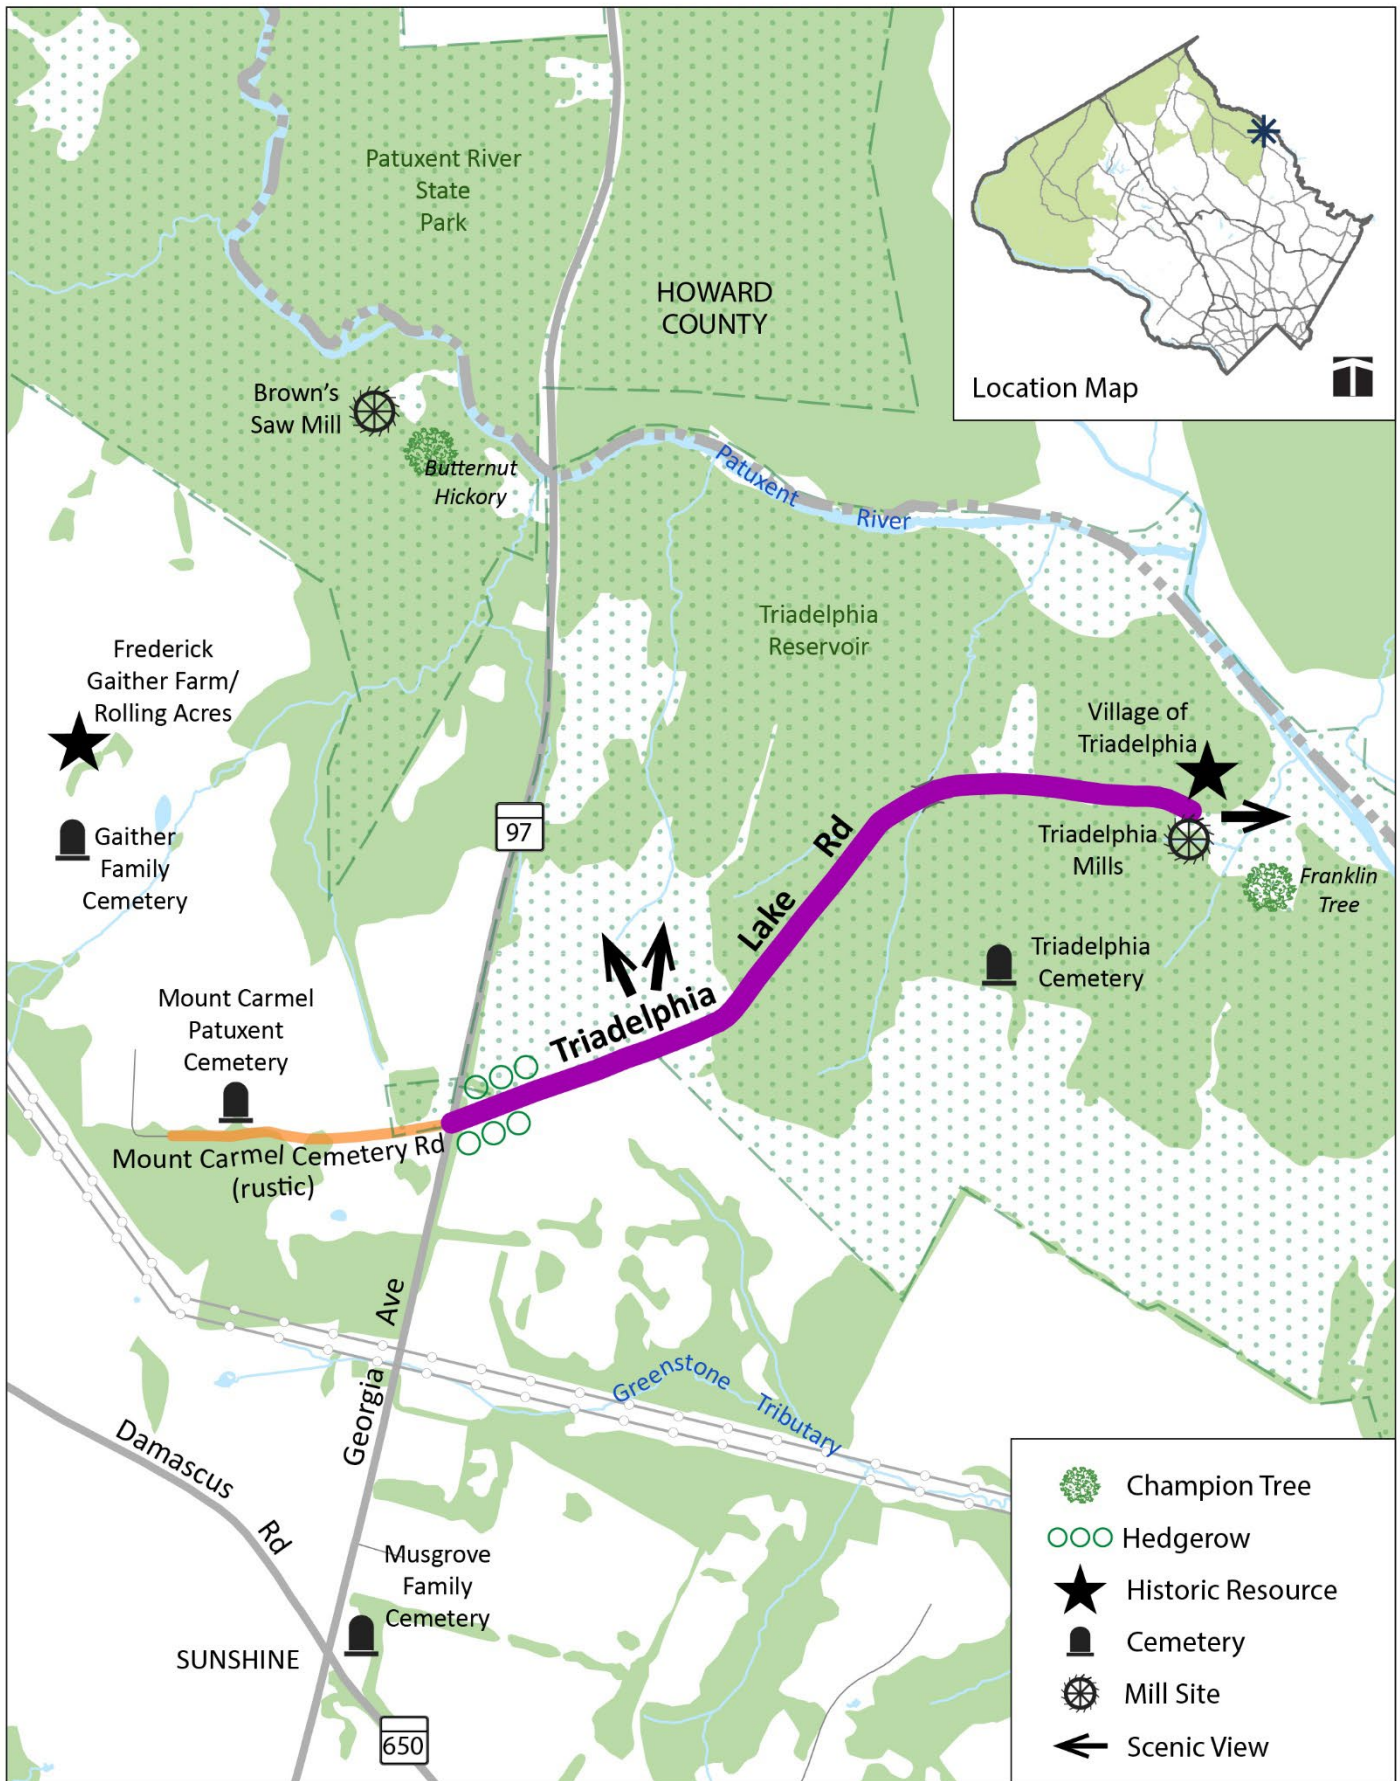 Patuxent River
State
Park
HOWARD
COUNTY
Location Map
Brown's
Saw Mill
Butternut
Hickory
Patuxent
River
Triadelphia
Reservoir
Frederick
Gaither Farm/
Rolling Acres
Village of
Triadelphia
97
Triadelphia
Mills
Gaither
Family
Cemetery
Franklin
Tree
Triadelphia Lake Rd
Triadelphia
Cemetery
Mount Carmel
Patuxent
Cemetery
Mount Carmel Cemetery Rd
(rustic)
Georgia Ave
Greenstone
Tributary
Damascus Rd
Musgrove
Family
Cemetery
SUNSHINE
650
Champion Tree
Hedgerow
Historic Resource
Cemetery
Mill Site
Scenic View